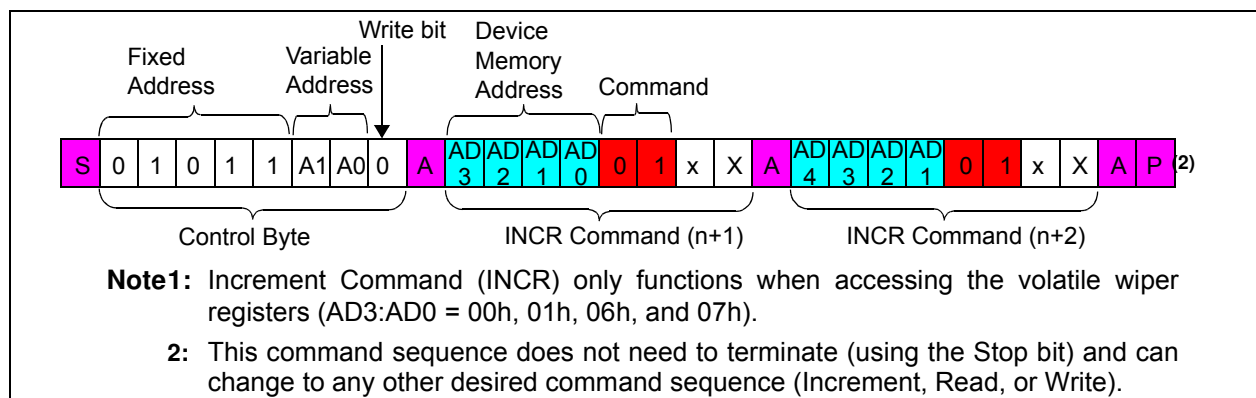 Write bit Device
Fixed Variable Memory
Address Address Address Command
S 0 1 0 1 1 A1 A0 0 A AD3 AD2 AD1 AD0 0 1 x X A AD4 AD3 AD2 AD1 0 1 x X A P (2)
Control Byte INCR Command (n+1) INCR Command (n+2)
Note1: Increment Command (INCR) only functions when accessing the volatile wiper
registers (AD3:AD0 = 00h, 01h, 06h, and 07h).
2: This command sequence does not need to terminate (using the Stop bit) and can
change to any other desired command sequence (Increment, Read, or Write).